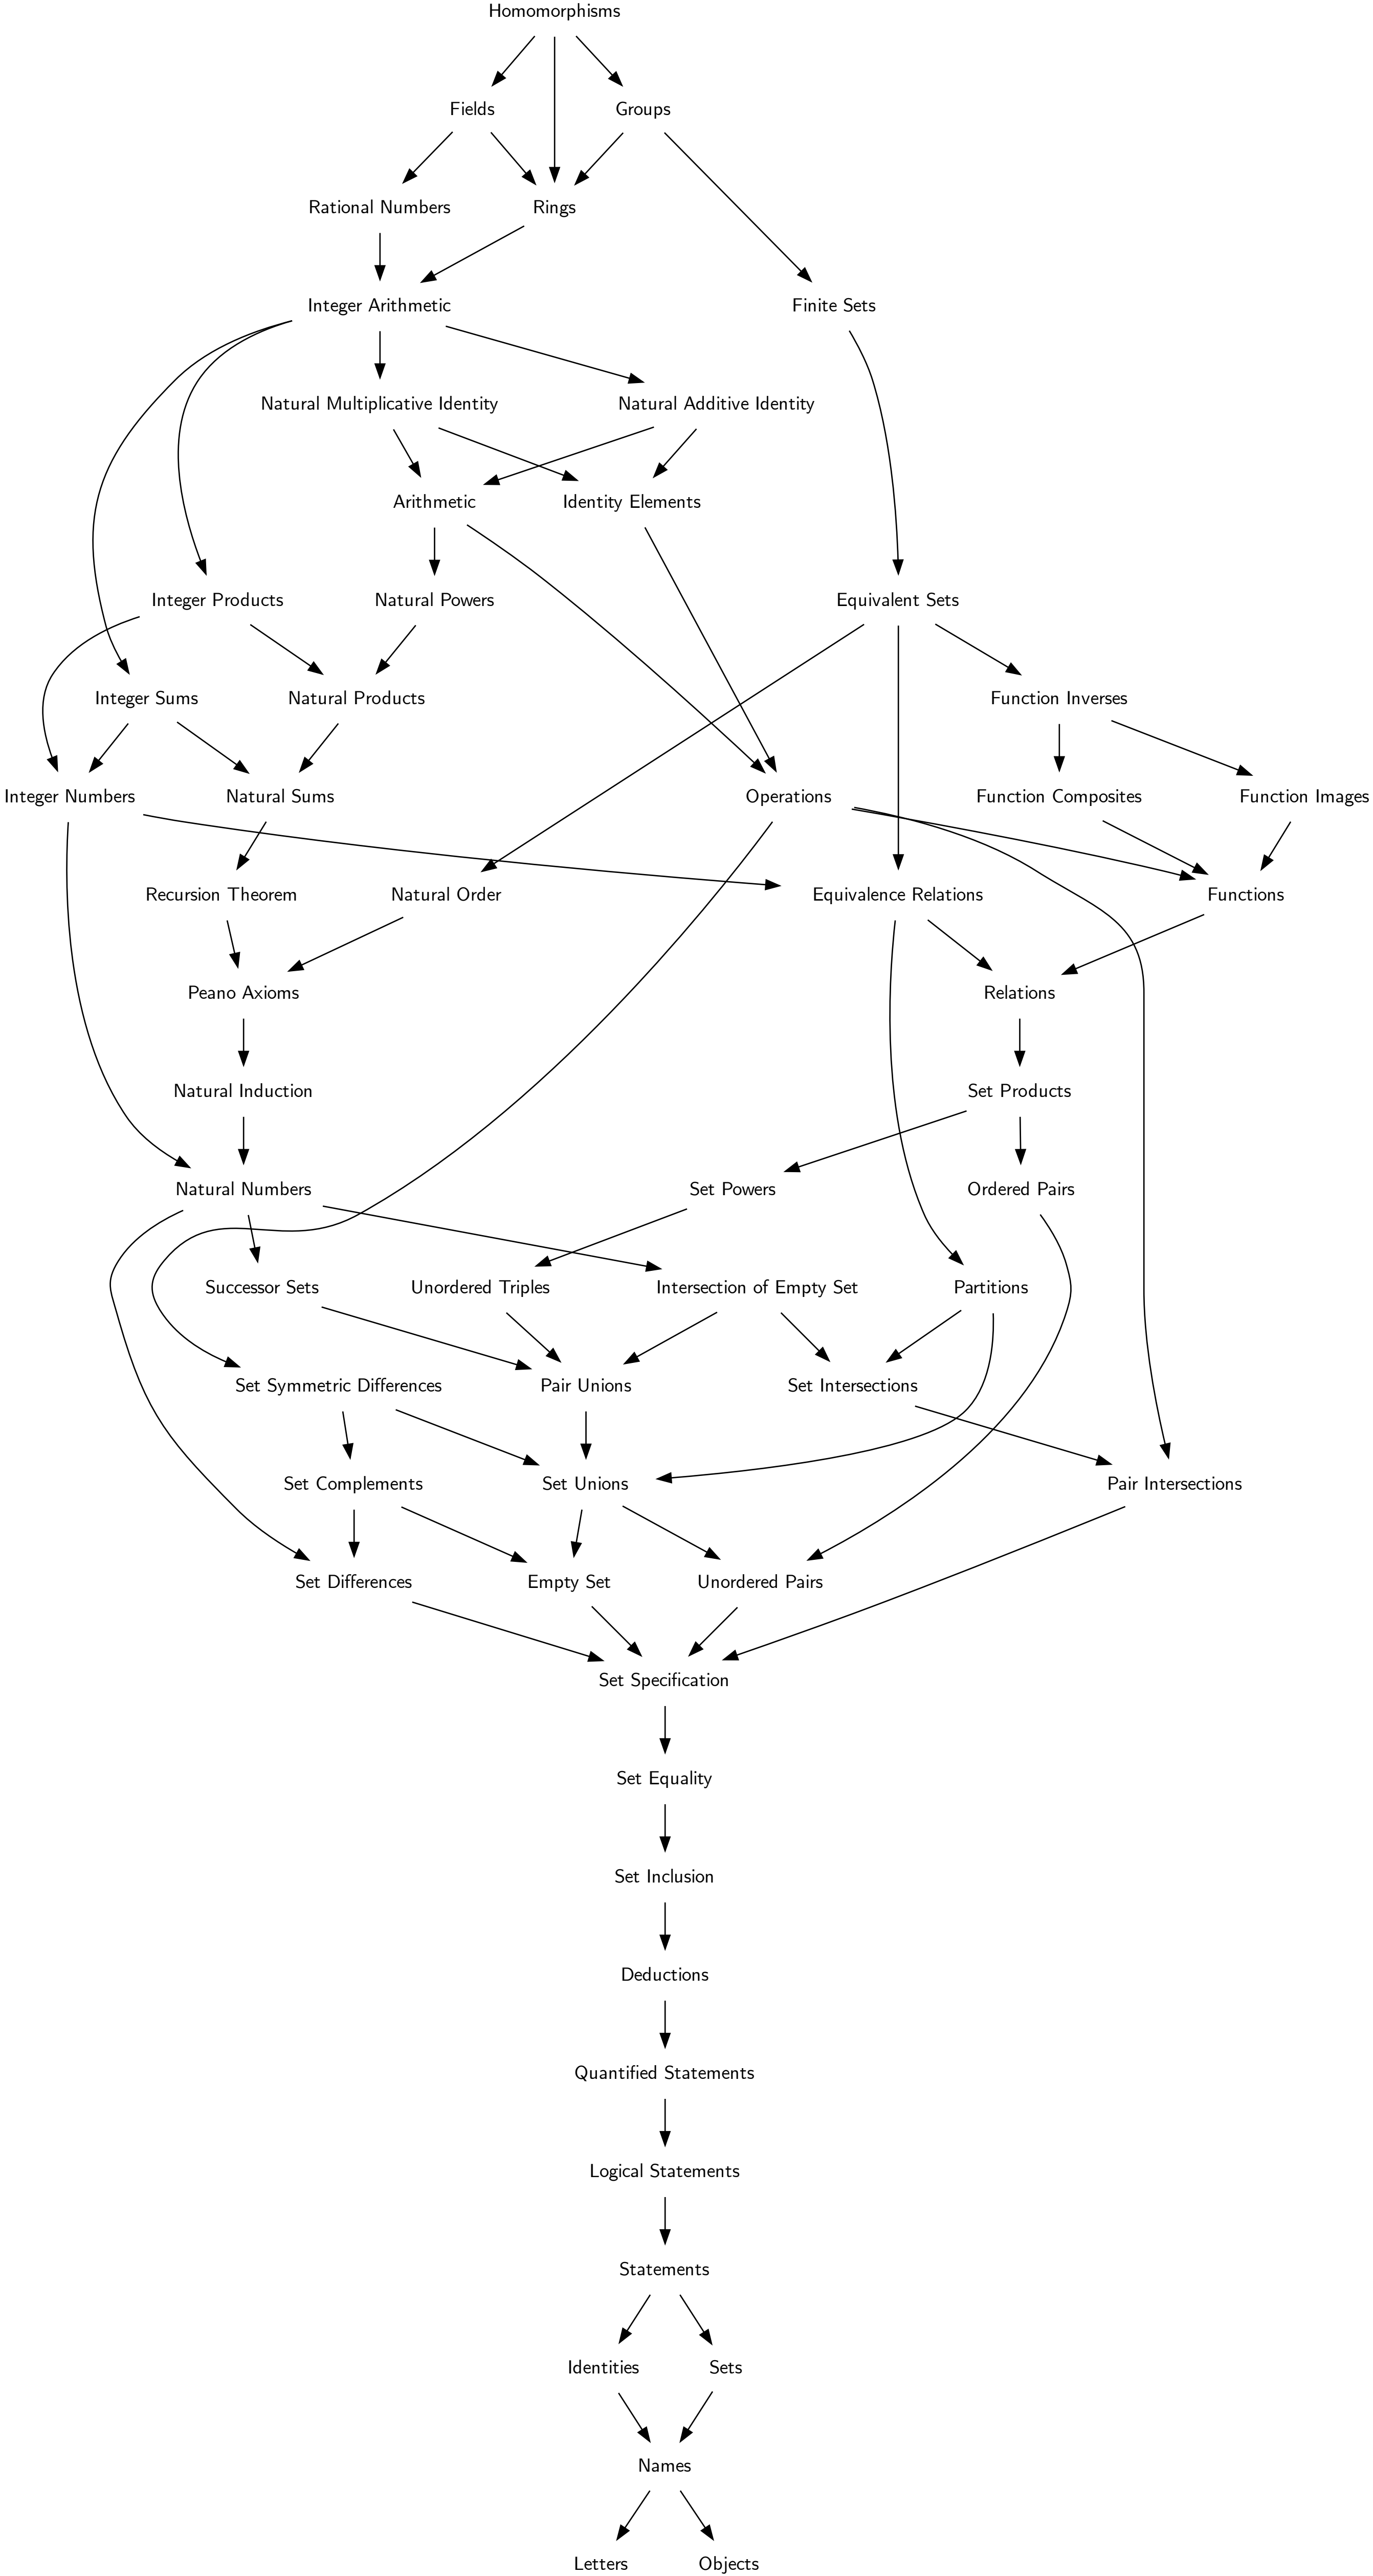 Homomorphisms
Fields
Groups
Rational Numbers
Rings
Integer Arithmetic
Finite Sets
Natural Multiplicative Identity
Natural Additive Identity
Arithmetic
Identity Elements
Integer Products
Natural Powers
Equivalent Sets
Integer Sums
Natural Products
Function Inverses
Integer Numbers
Natural Sums
Operations
Function Composites
Function Images
Recursion Theorem
Natural Order
Equivalence Relations
Functions
Peano Axioms
Relations
Natural Induction
Set Products
Natural Numbers
Set Powers
Ordered Pairs
Successor Sets
Unordered Triples
Intersection of Empty Set
Partitions
Set Symmetric Differences
Pair Unions
Set Intersections
Set Complements
Set Unions
Pair Intersections
Set Differences
Empty Set
Unordered Pairs
Set Specification
Set Equality
Set Inclusion
Deductions
Quantified Statements
Logical Statements
Statements
Identities
Sets
Names
Letters
Objects